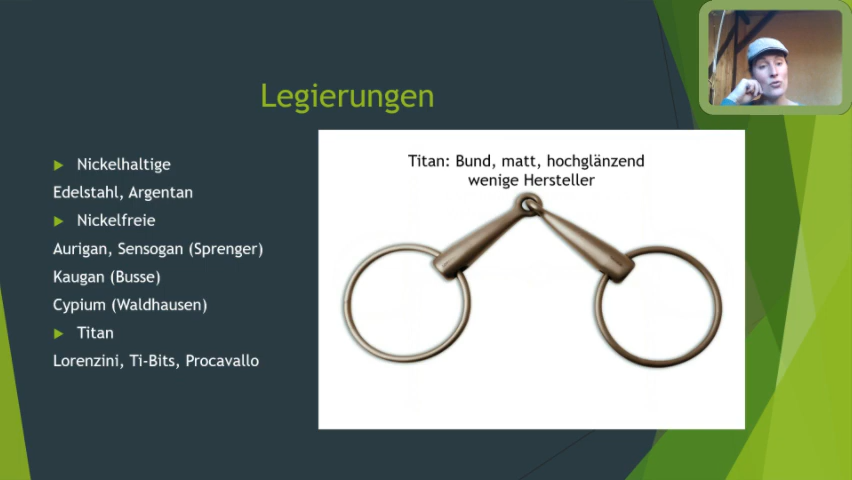 Legierungen
Nickelhaltige
Edelstahl, Argentan
Nickelfreie
Aurigan, Sensogan (Sprenger)
Kaugan (Busse)
Cypium (Waldhausen)
Titan
Lorenzini, Ti-Bits, Procavallo
Titan: Bund, matt, hochglänzend
wenige Hersteller